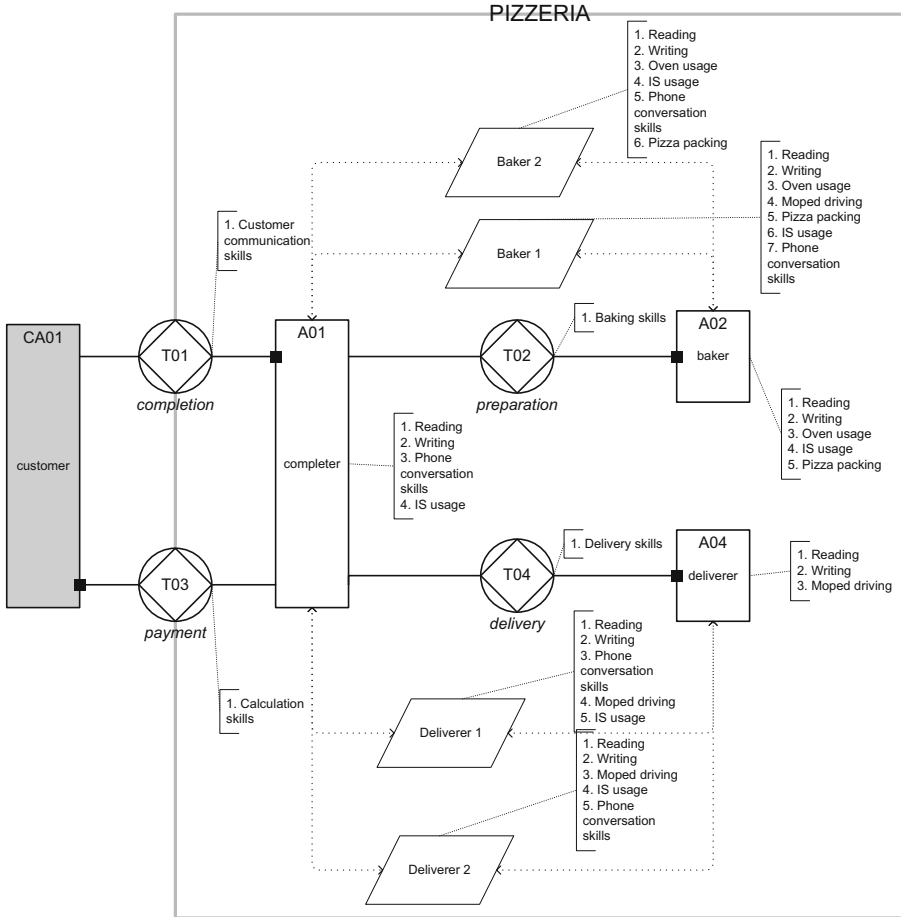 PIZZERIA
1. Reading
2. Writing
3. Oven usage
4. IS usage
5. Phone
conversation
skills
6. Pizza packing
Baker 2
1. Reading
2. Writing
3. Oven usage
4. Moped driving
5. Pizza packing
6. IS usage
7. Phone
conversation
skills
Baker 1
1. Customer
communication
skills
CA01
customer
T01
completion
A01
completer
T02
preparation
1. Baking skills
A02
baker
1. Reading
2. Writing
3. Phone
conversation
skills
4. IS usage
1. Reading
2. Writing
3. Oven usage
4. IS usage
5. Pizza packing
T03
payment
T04
delivery
1. Delivery skills
A04
deliverer
1. Reading
2. Writing
3. Moped driving
1. Calculation
skills
1. Reading
2. Writing
3. Phone
conversation
skills
4. Moped driving
5. IS usage
Deliverer 1
1. Reading
2. Writing
3. Moped driving
4. IS usage
5. Phone
conversation
skills
Deliverer 2